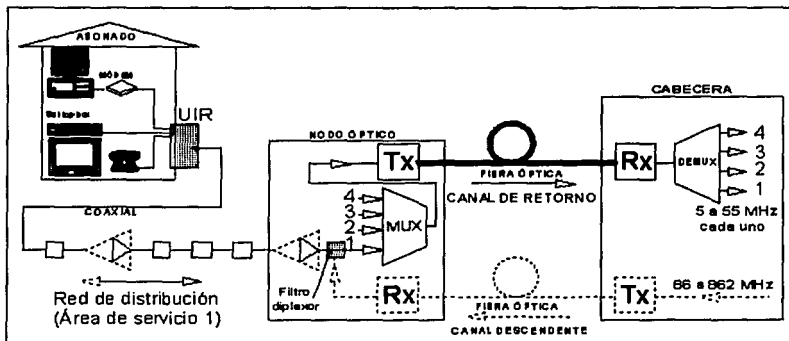 ABONADO
MÓDEM
UIR
COAXIAL
Red de distribución
(Área de servicio 1)
NODO ÓPTICO
Tx
4
3
2
1
MUX
Filtro
diplexor
Rx
FIBRA ÓPTICA
CANAL DE RETORNO
FIBRA ÓPTICA
CANAL DESCENDENTE
CABECERA
Rx
DEMUX
4
3
2
1
5 a 55 MHz
cada uno
Tx
86 a 862 MHz